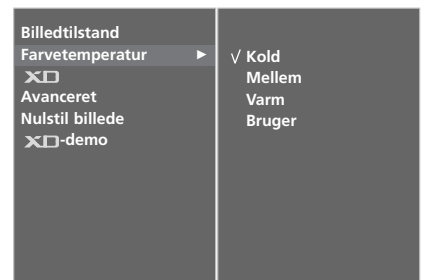 Billedtilstand
Farvetemperatur ►
XD
Avanceret
Nulstil billede
XD-demo
√ Kold
Mellem
Varm
Bruger